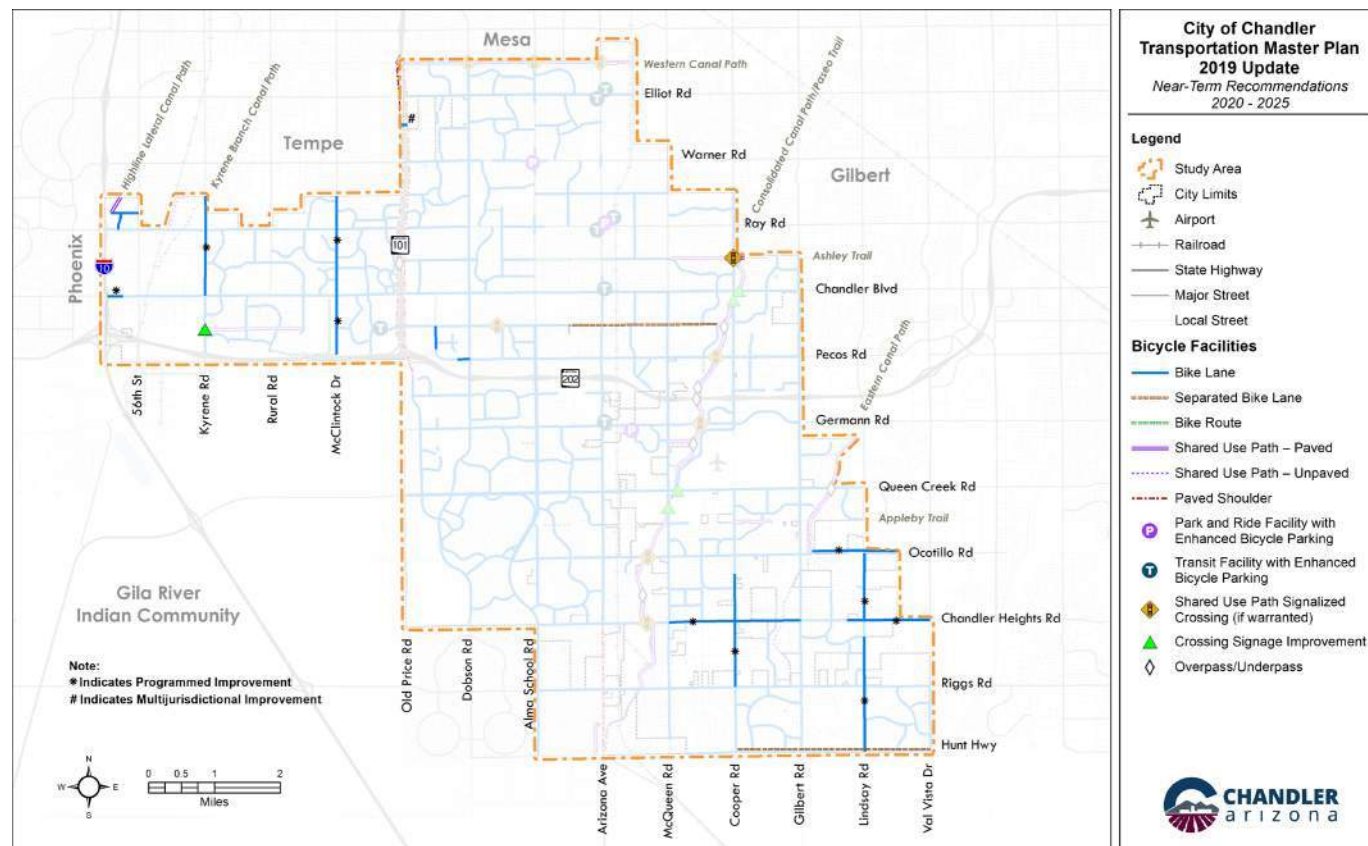 Mesa
Western Canal Path
Elliot Rd
Highline Lateral Canal Path
Kyrene Branch Canal Path
#
Tempe
Warner Rd
Consolidated Canal Path/Paseo Trail
Gilbert
Ray Rd
Phoenix
10
101
Ashley Trail
Chandler Blvd
Pecos Rd
Eastern Canal Path
202
56th St
Kyrene Rd
Rural Rd
McClintock Dr
Germann Rd
Queen Creek Rd
Appleby Trail
Ocotillo Rd
Gila River
Indian Community
Chandler Heights Rd
Old Price Rd
Dobson Rd
Alma School Rd
Riggs Rd
Hunt Hwy
Note:
* Indicates Programmed Improvement
# Indicates Multijurisdictional Improvement
N
W
E
S
0 0.5 1 2
Miles
Arizona Ave
McQueen Rd
Cooper Rd
Gilbert Rd
Lindsay Rd
Val Vista Dr
City of Chandler
Transportation Master Plan
2019 Update
Near-Term Recommendations
2020 - 2025
Legend
Study Area
City Limits
Airport
Railroad
State Highway
Major Street
Local Street
Bicycle Facilities
Bike Lane
Separated Bike Lane
Bike Route
Shared Use Path – Paved
Shared Use Path – Unpaved
Paved Shoulder
P
Park and Ride Facility with
Enhanced Bicycle Parking
T
Transit Facility with Enhanced
Bicycle Parking
Shared Use Path Signalized
Crossing (if warranted)
Crossing Signage Improvement
Overpass/Underpass
CHANDLER
arizona